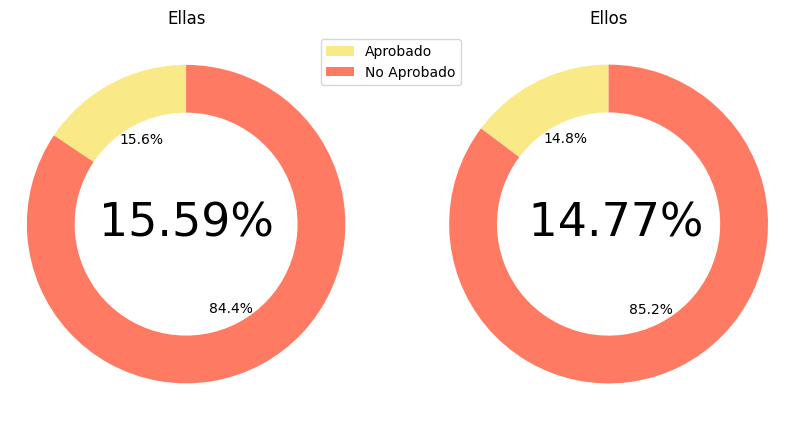 Ellas
Ellos
Aprobado
No Aprobado
15.6%
14.8%
15.59%
14.77%
84.4%
85.2%